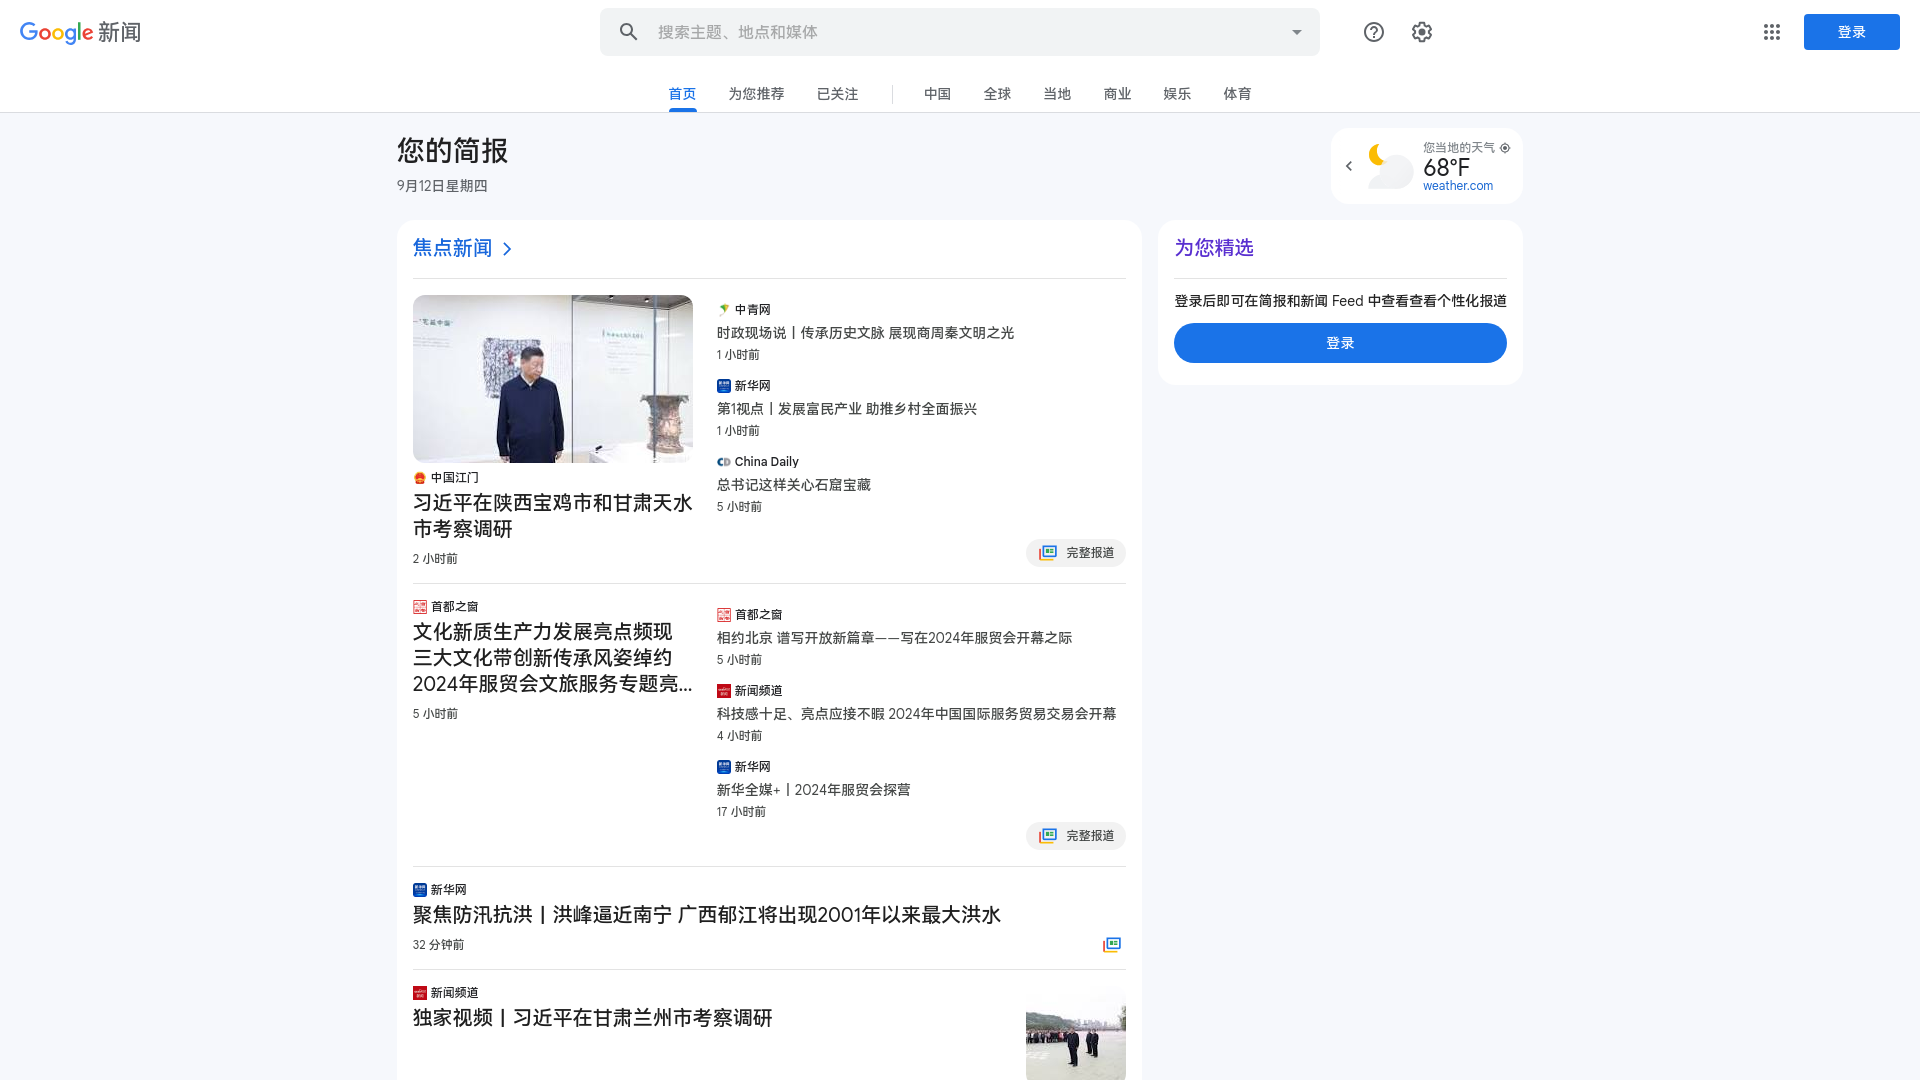 Google 新闻
搜索主题、地点和媒体
登录
首页
为您推荐
已关注
中国
全球
当地
商业
娱乐
体育
您的简报
9月12日星期四
您当地的天气
68°F
weather.com
焦点新闻
中国江门
习近平在陕西宝鸡市和甘肃天水
市考察调研
2 小时前
中青网
时政现场说丨传承历史文脉 展现商周秦文明之光
1 小时前
新华网
第1视点丨发展富民产业 助推乡村全面振兴
1 小时前
China Daily
总书记这样关心石窟宝藏
5 小时前
完整报道
首都之窗
文化新质生产力发展亮点频现
三大文化带创新传承风姿绰约
2024年服贸会文旅服务专题亮...
5 小时前
首都之窗
相约北京 谱写开放新篇章——写在2024年服贸会开幕之际
5 小时前
新闻频道
科技感十足、亮点应接不暇 2024年中国国际服务贸易交易会开幕
4 小时前
新华网
新华全媒+丨2024年服贸会探营
17 小时前
完整报道
新华网
聚焦防汛抗洪丨洪峰逼近南宁 广西郁江将出现2001年以来最大洪水
32 分钟前
新闻频道
独家视频丨习近平在甘肃兰州市考察调研
为您精选
登录后即可在简报和新闻 Feed 中查看查看个性化报道
登录